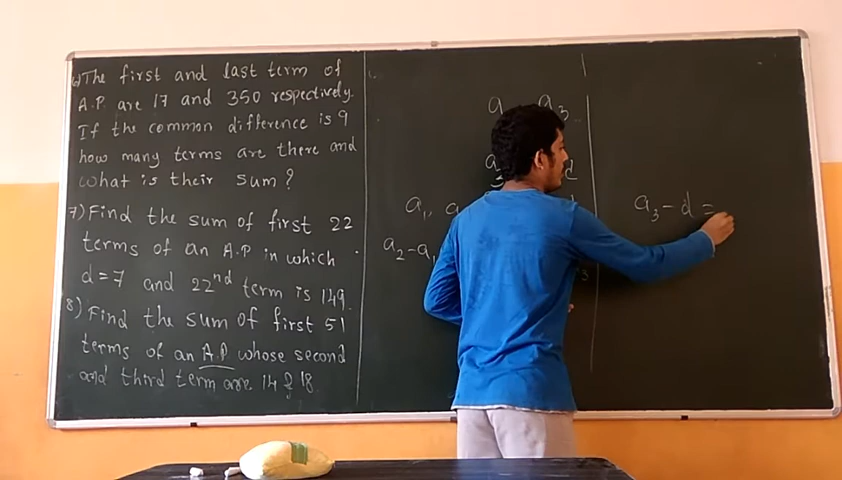 6) The first and last term of
A.P. are 17 and 350 respectively.
If the common difference is 9
how many terms are there and
what is their sum?
7) Find the sum of first 22
terms of an A.P in which
d=7 and 22nd term is 149.
8) Find the sum of first 51
terms of an A.P whose second
and third term are 14 & 18
a a₃
a d
a₁, a
a₂-a₁
s
a₃-d=